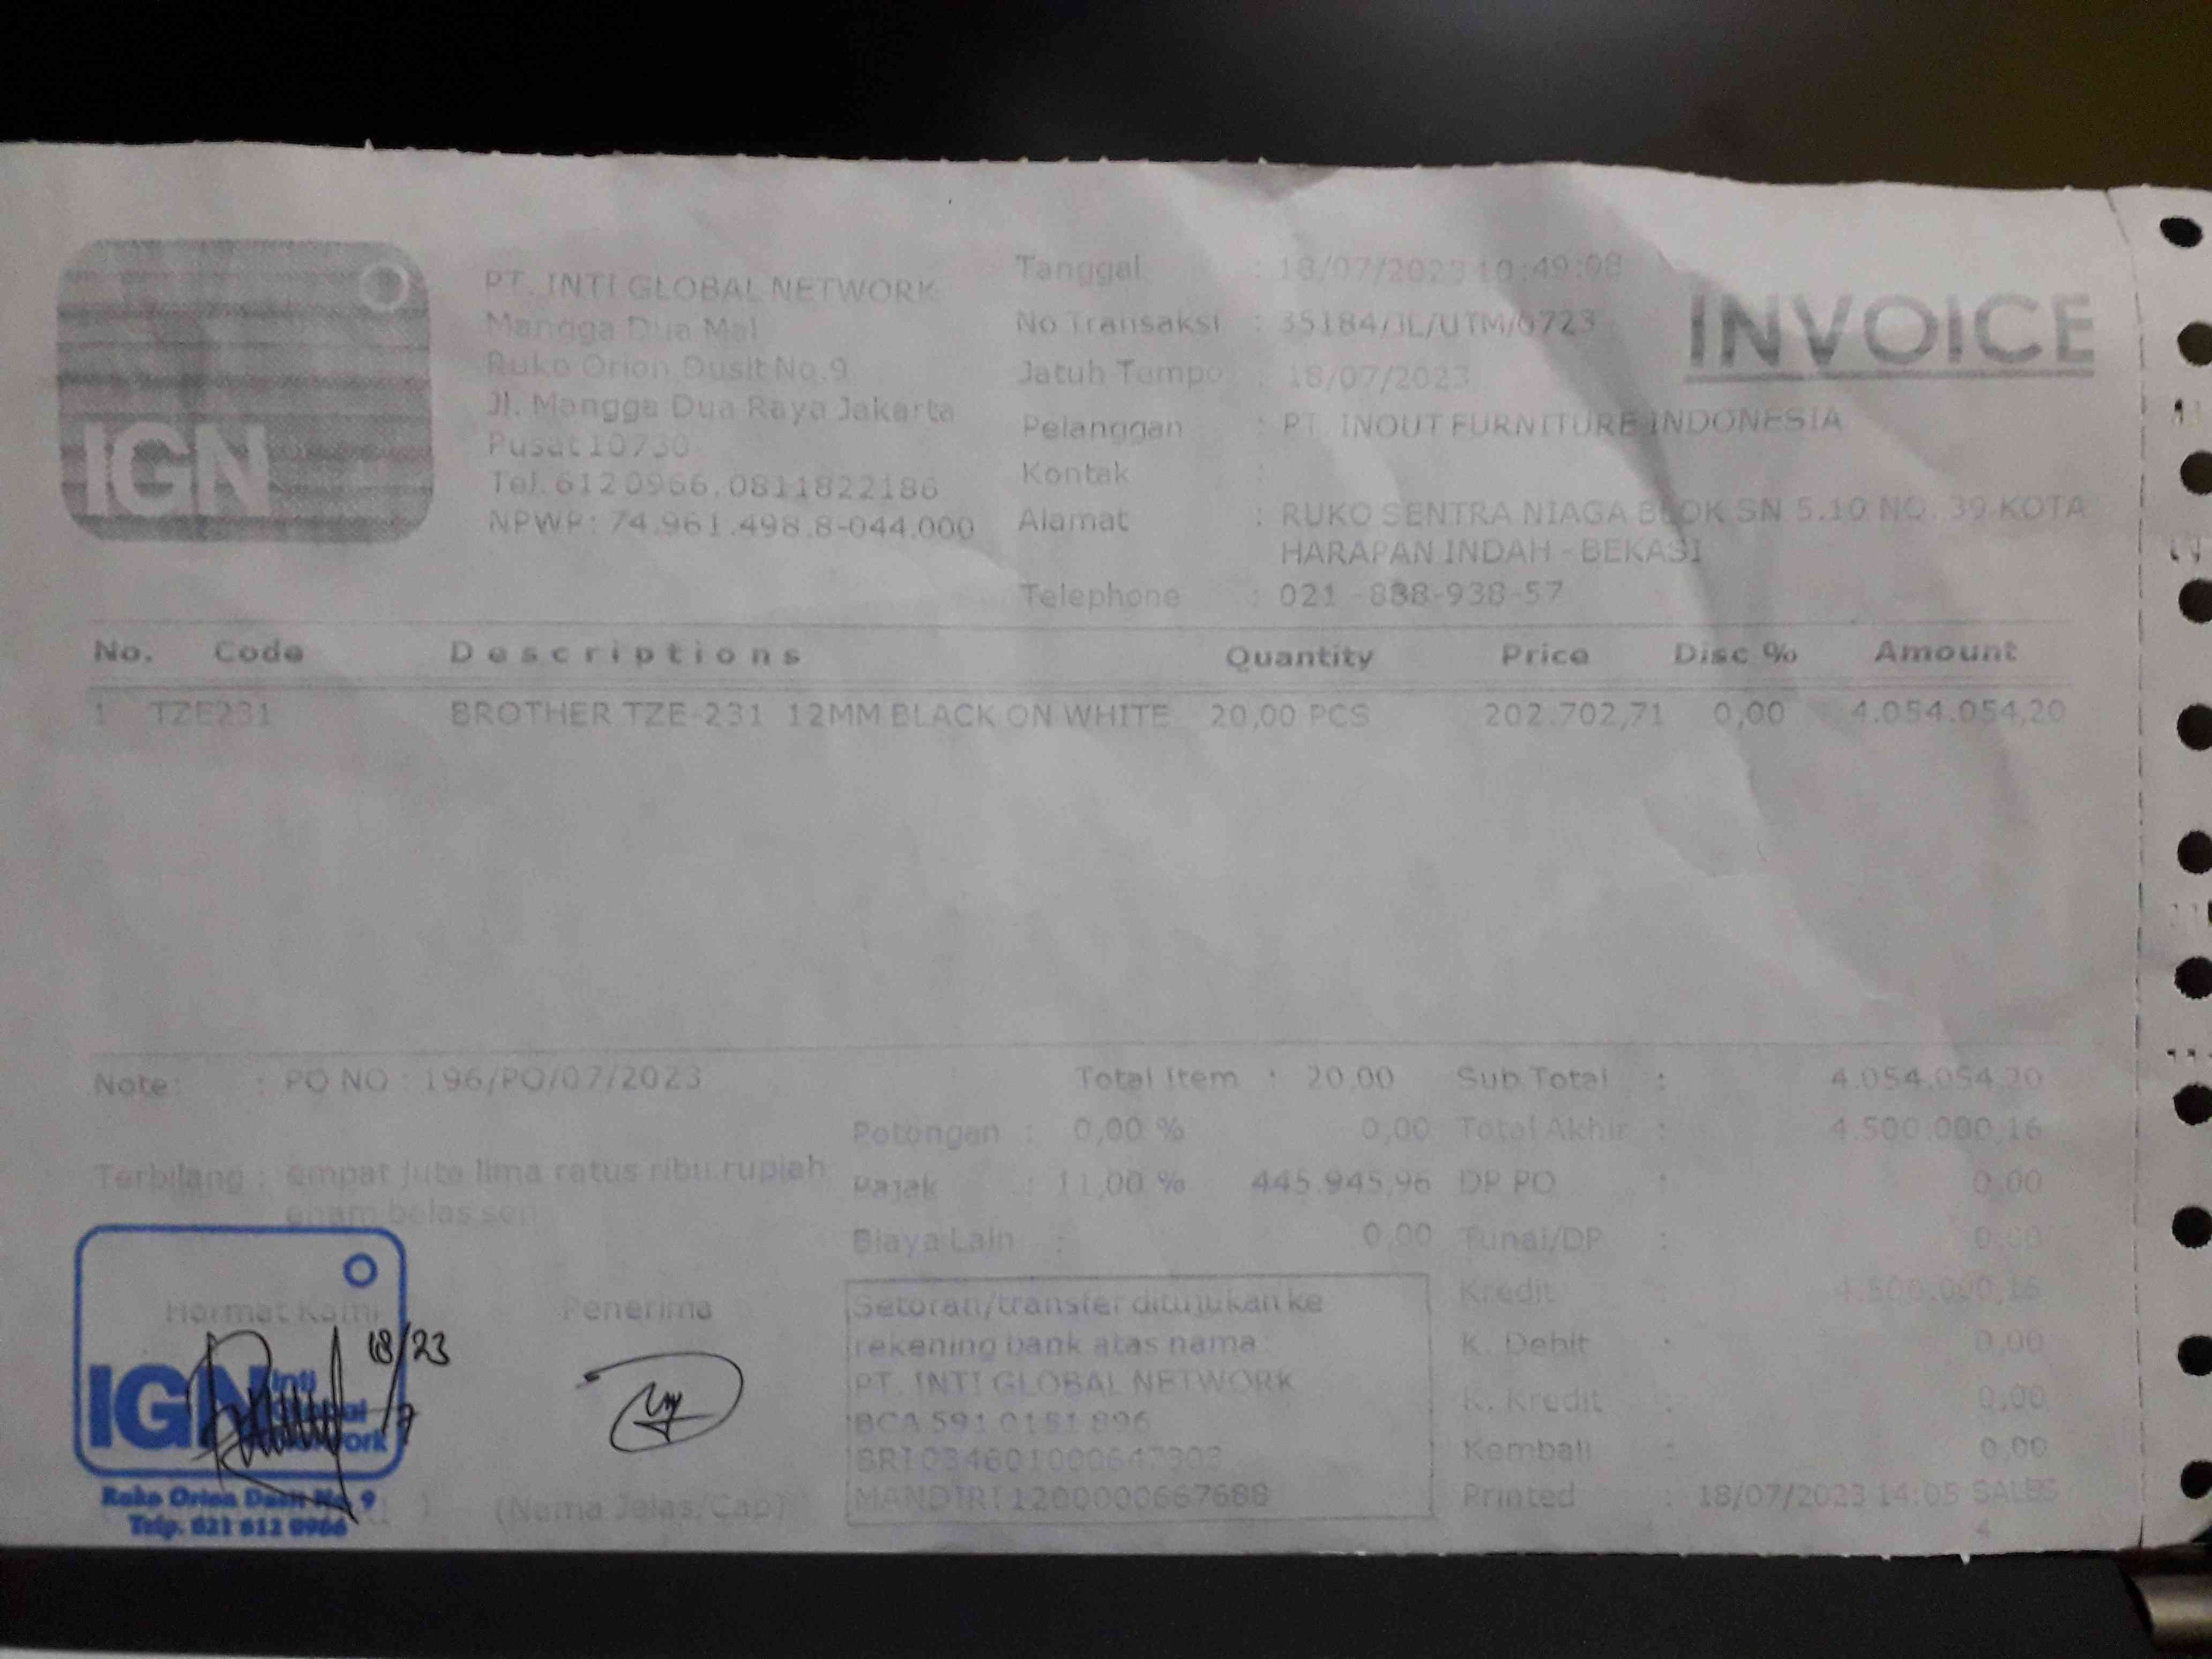 IGN
PT. INTI GLOBAL NETWORK
Mangga Dua Mal
Ruko Orion Dusit No.9
Jl. Mangga Dua Raya Jakarta
Pusat 10730
Tel. 612 0966, 0811822186
NPWP : 74.961.498.8-044.000
Tanggal : 18/07/2023 10:49:08
No Transaksi : 35184/JL/UTM/0723
Jatuh Tempo : 18/07/2023
Pelanggan : PT. INOUT FURNITURE INDONESIA
Kontak :
Alamat : RUKO SENTRA NIAGA BLOK SN 5.10 NO. 39 KOTA
HARAPAN INDAH - BEKASI
Telephone : 021 -888-938-57
INVOICE
No. Code Descriptions Quantity Price Disc % Amount
1 TZE231 BROTHER TZE-231 12MM BLACK ON WHITE 20,00 PCS 202.702,71 0,00 4.054.054,20
Note : PO NO : 196/PO/07/2023
Terbilang : empat juta lima ratus ribu rupiah
enam belas sen
Total Item : 20,00
Potongan : 0,00 % 0,00
Pajak : 11,00 % 445.945,96
Biaya Lain : 0,00
Sub Total : 4.054.054,20
Total Akhir : 4.500.000,16
DP PO : 0,00
Tunai/DP : 0,00
Kredit : 4.500.000,16
K. Debit : 0,00
K. Kredit : 0,00
Kembali : 0,00
Printed : 18/07/2023 14:05 SALES
4
Hormat Kami
Penerima
18/7/23
IGN Inti Global Network
Ruko Orion Dusit No. 9
Telp. 021 612 0966
(Nama Jelas/Cap)
Setoran/transfer ditujukan ke
rekening bank atas nama
PT. INTI GLOBAL NETWORK
BCA 591 0151 896
BRI 034601000647303
MANDIRI 1200000667688